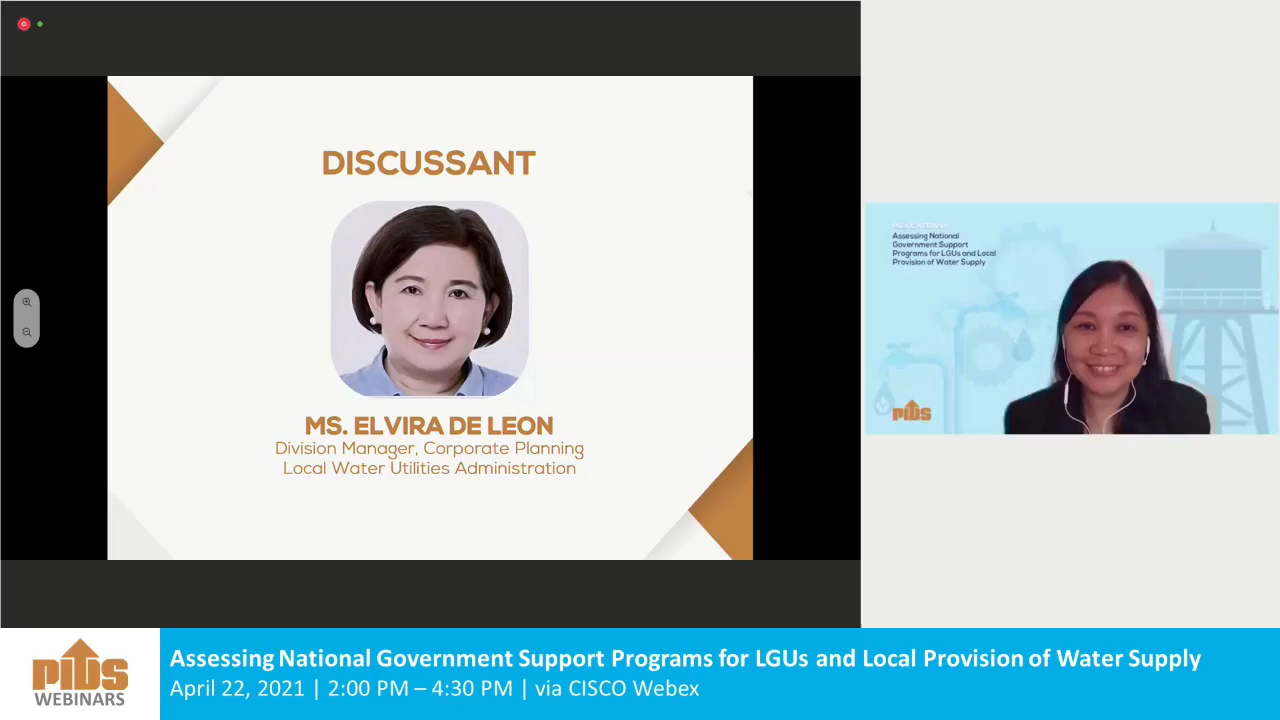 DISCUSSANT
MS. ELVIRA DE LEON
Division Manager, Corporate Planning
Local Water Utilities Administration
Assessing National
Government Support
Programs for LGUs and Local
Provision of Water Supply
PIDS
PIDS
WEBINARS
Assessing National Government Support Programs for LGUs and Local Provision of Water Supply
April 22, 2021 | 2:00 PM – 4:30 PM | via CISCO Webex